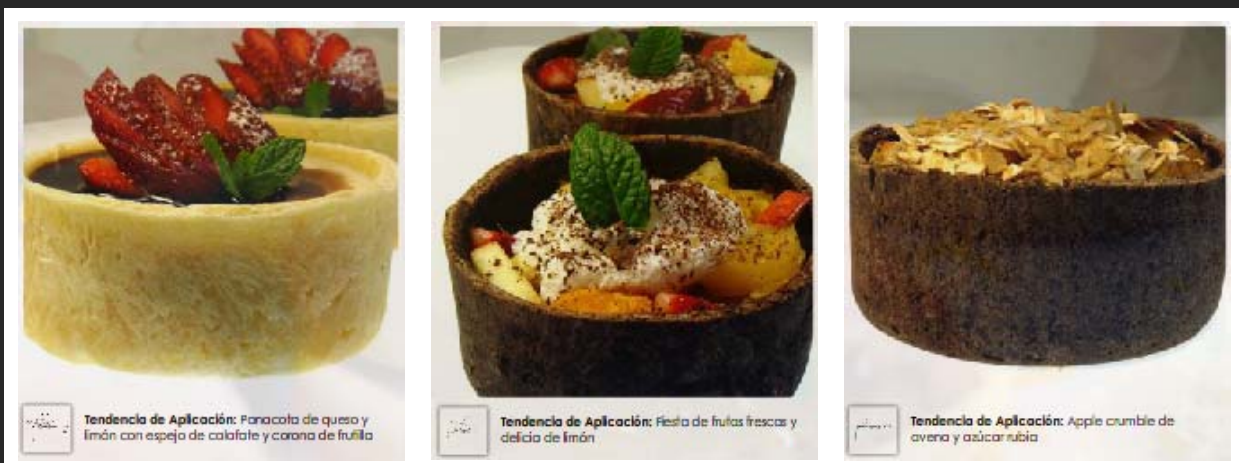 Tendencia de Aplicación: Panacota de queso y
limón con espejo de calafate y corona de frutilla
Tendencia de Aplicación: Fiesta de frutas frescas y
delicia de limón
Tendencia de Aplicación: Apple crumble de
avena y azúcar rubia